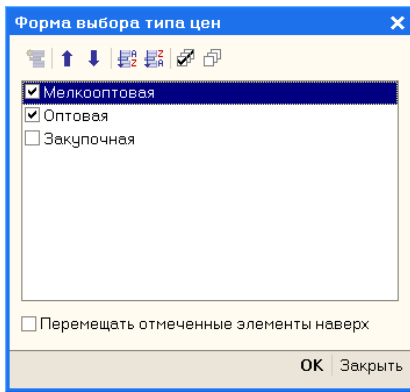 Форма выбора типа цен
Мелкооптовая
Оптовая
Закупочная
Перемещать отмеченные элементы наверх
OK Закрыть